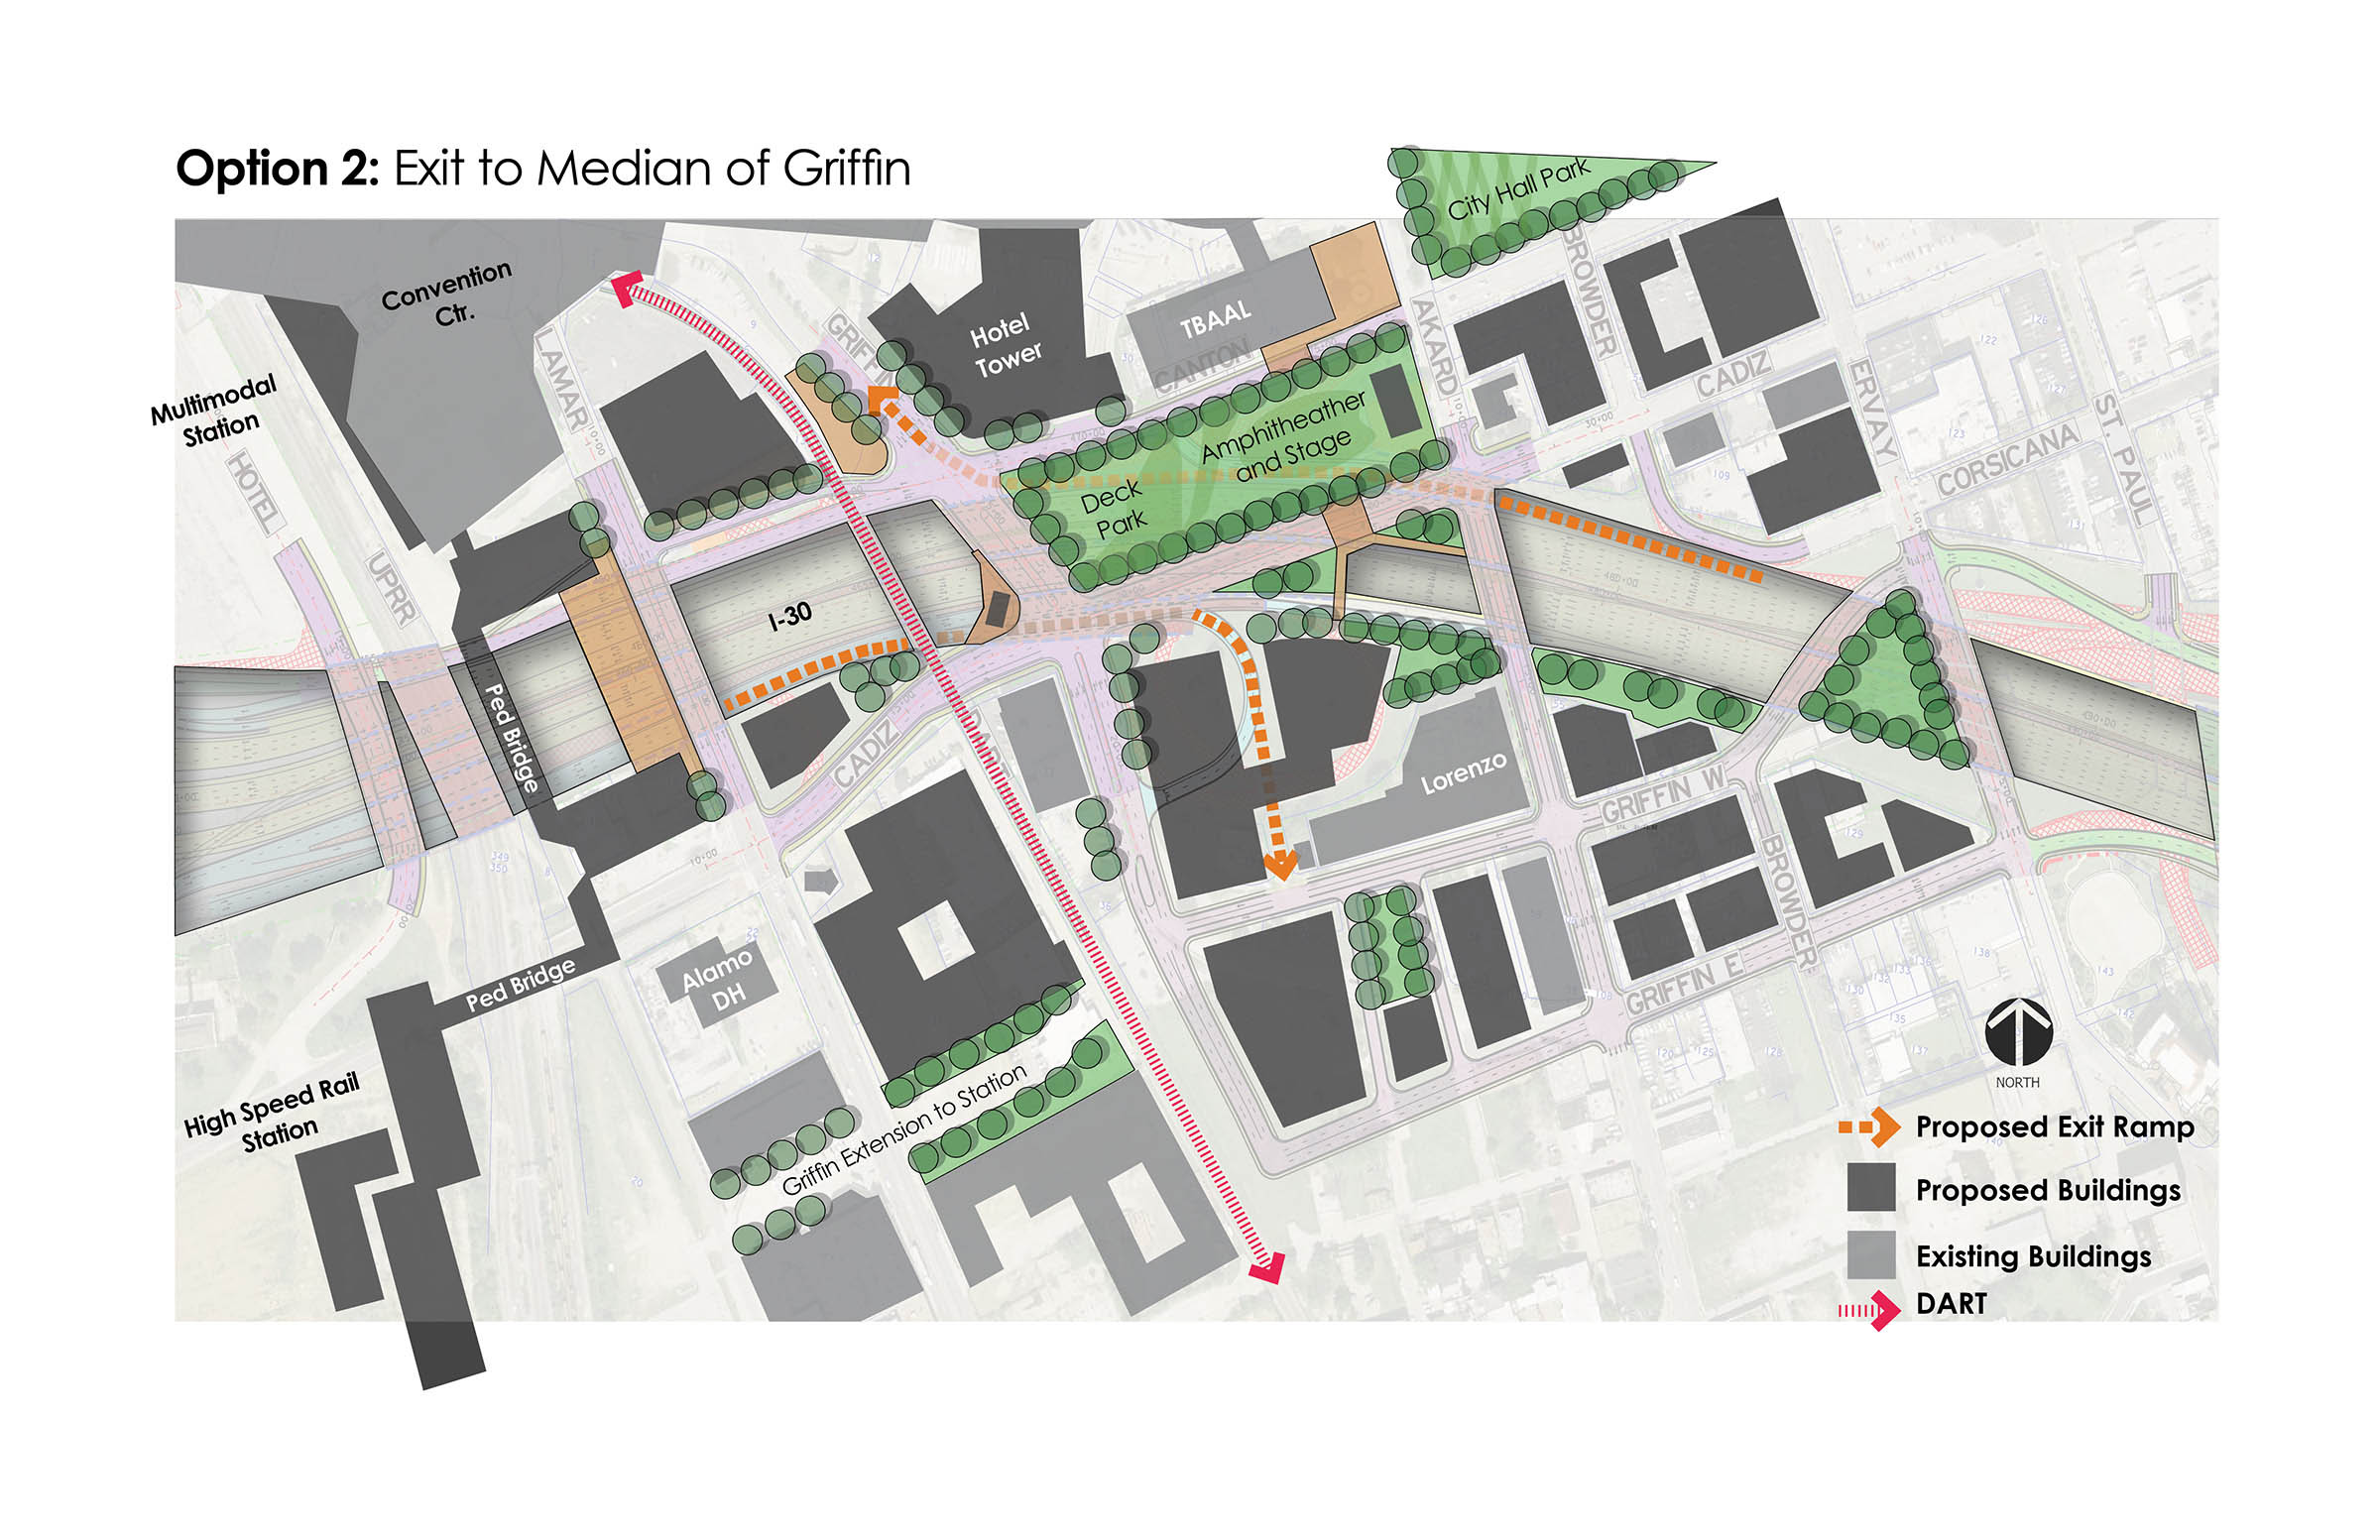 Option 2: Exit to Median of Griffin
City Hall Park
Convention
Ctr.
Multimodal
Station
HOTEL
UPRR
LAMAR
GRIFFIN
Hotel
Tower
TBAAL
CANTON
AKARD
BROWDER
CADIZ
ERVAY
CORSICANA
ST. PAUL
Amphitheather
and Stage
Deck
Park
I-30
Ped Bridge
CADIZ
Lorenzo
GRIFFIN W
BROWDER
GRIFFIN E
Alamo
DH
Ped Bridge
High Speed Rail
Station
Griffin Extension to Station
NORTH
Proposed Exit Ramp
Proposed Buildings
Existing Buildings
DART